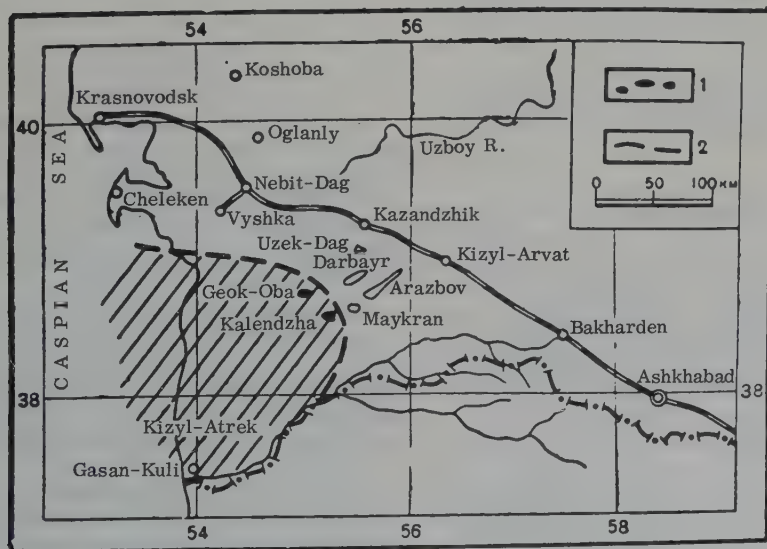 54
56
Koshoba
1
Krasnovodsk
40
Oglanly
2
Uzboy R.
0 50 100 км
CASPIAN SEA
Nebit-Dag
Cheleken
Vyshka
Kazandzhik
Uzek-Dag
Kizyl-Arvat
Darbayr
Geok-Oba
Arazbov
Kalendzha
Maykran
Bakharden
Ashkhabad
38
38
Kizyl-Atrek
Gasan-Kuli
54
56
58